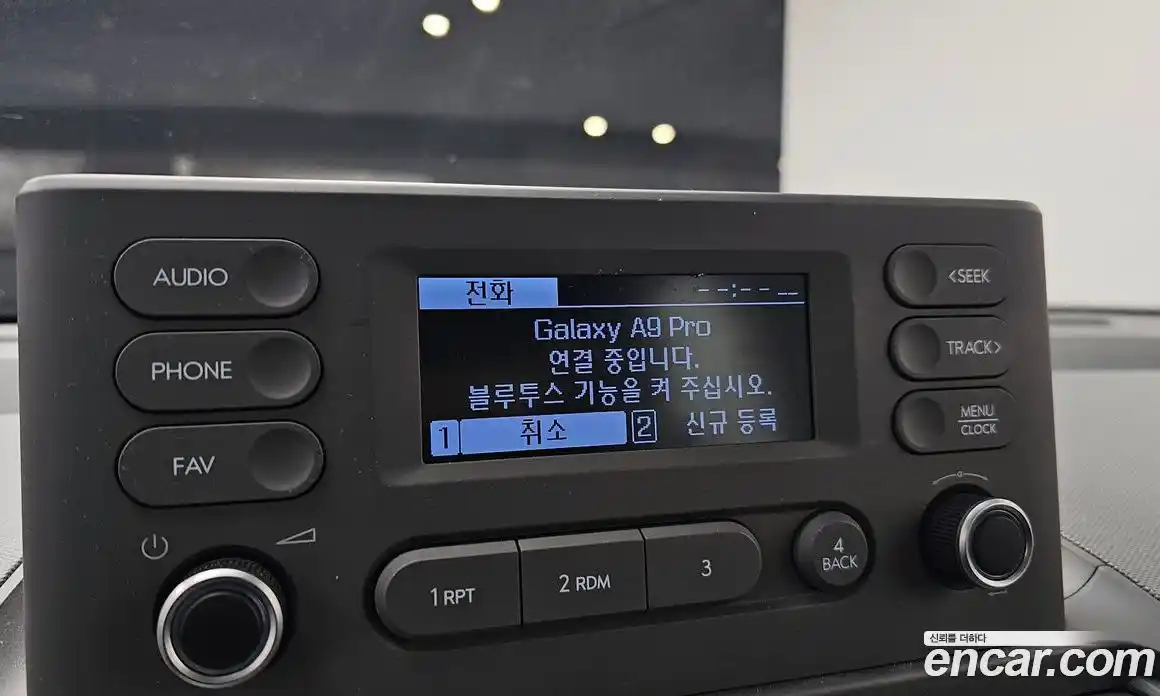 AUDIO
PHONE
FAV
전화 --:-- __
Galaxy A9 Pro
연결 중입니다.
블루투스 기능을 켜 주십시오.
1 취소 2 신규 등록
<SEEK
TRACK>
MENU
CLOCK
1 RPT
2 RDM
3
4
BACK
신뢰를 더하다
encar.com